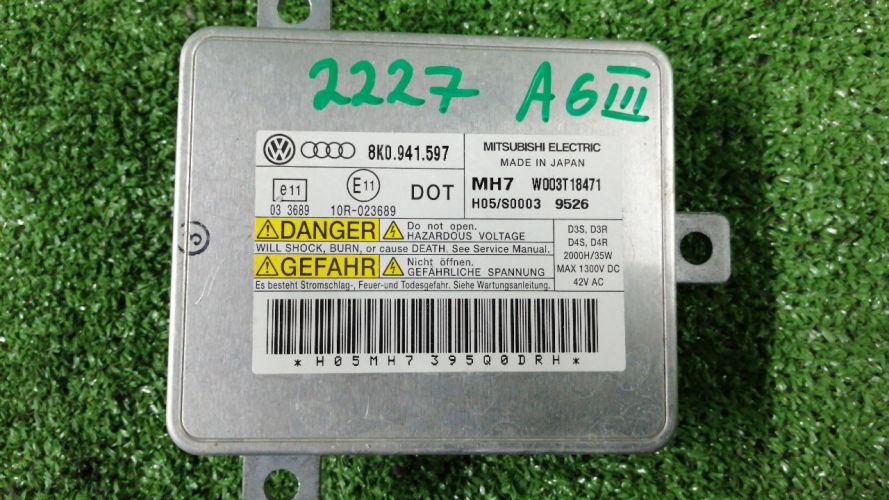 2227 A6 III
8K0.941.597
MITSUBISHI ELECTRIC
MADE IN JAPAN
e11
E11
DOT
03 3689
10R-023689
MH7 W003T18471
H05/S0003 9526
DANGER Do not open.
HAZARDOUS VOLTAGE
WILL SHOCK, BURN, or cause DEATH. See Service Manual.
GEFAHR Nicht öffnen.
GEFÄHRLICHE SPANNUNG
Es besteht Stromschlag-, Feuer-und Todesgefahr. Siehe Wartungsanleitung.
D3S, D3R
D4S, D4R
2000H/35W
MAX 1300V DC
42V AC
*H05MH7395Q0DRH*